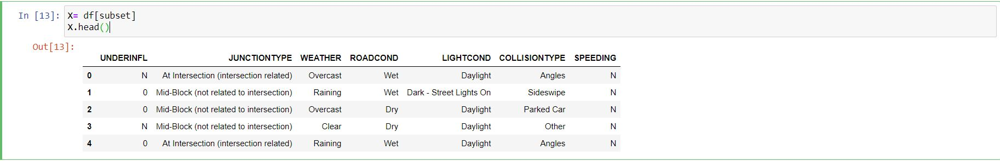 In [13]: X= df[subset]
X.head()
Out[13]:
UNDERINFL JUNCTIONTYPE WEATHER ROADCOND LIGHTCOND COLLISIONTYPE SPEEDING
0 N At Intersection (intersection related) Overcast Wet Daylight Angles N
1 0 Mid-Block (not related to intersection) Raining Wet Dark - Street Lights On Sideswipe N
2 0 Mid-Block (not related to intersection) Overcast Dry Daylight Parked Car N
3 N Mid-Block (not related to intersection) Clear Dry Daylight Other N
4 0 At Intersection (intersection related) Raining Wet Daylight Angles N